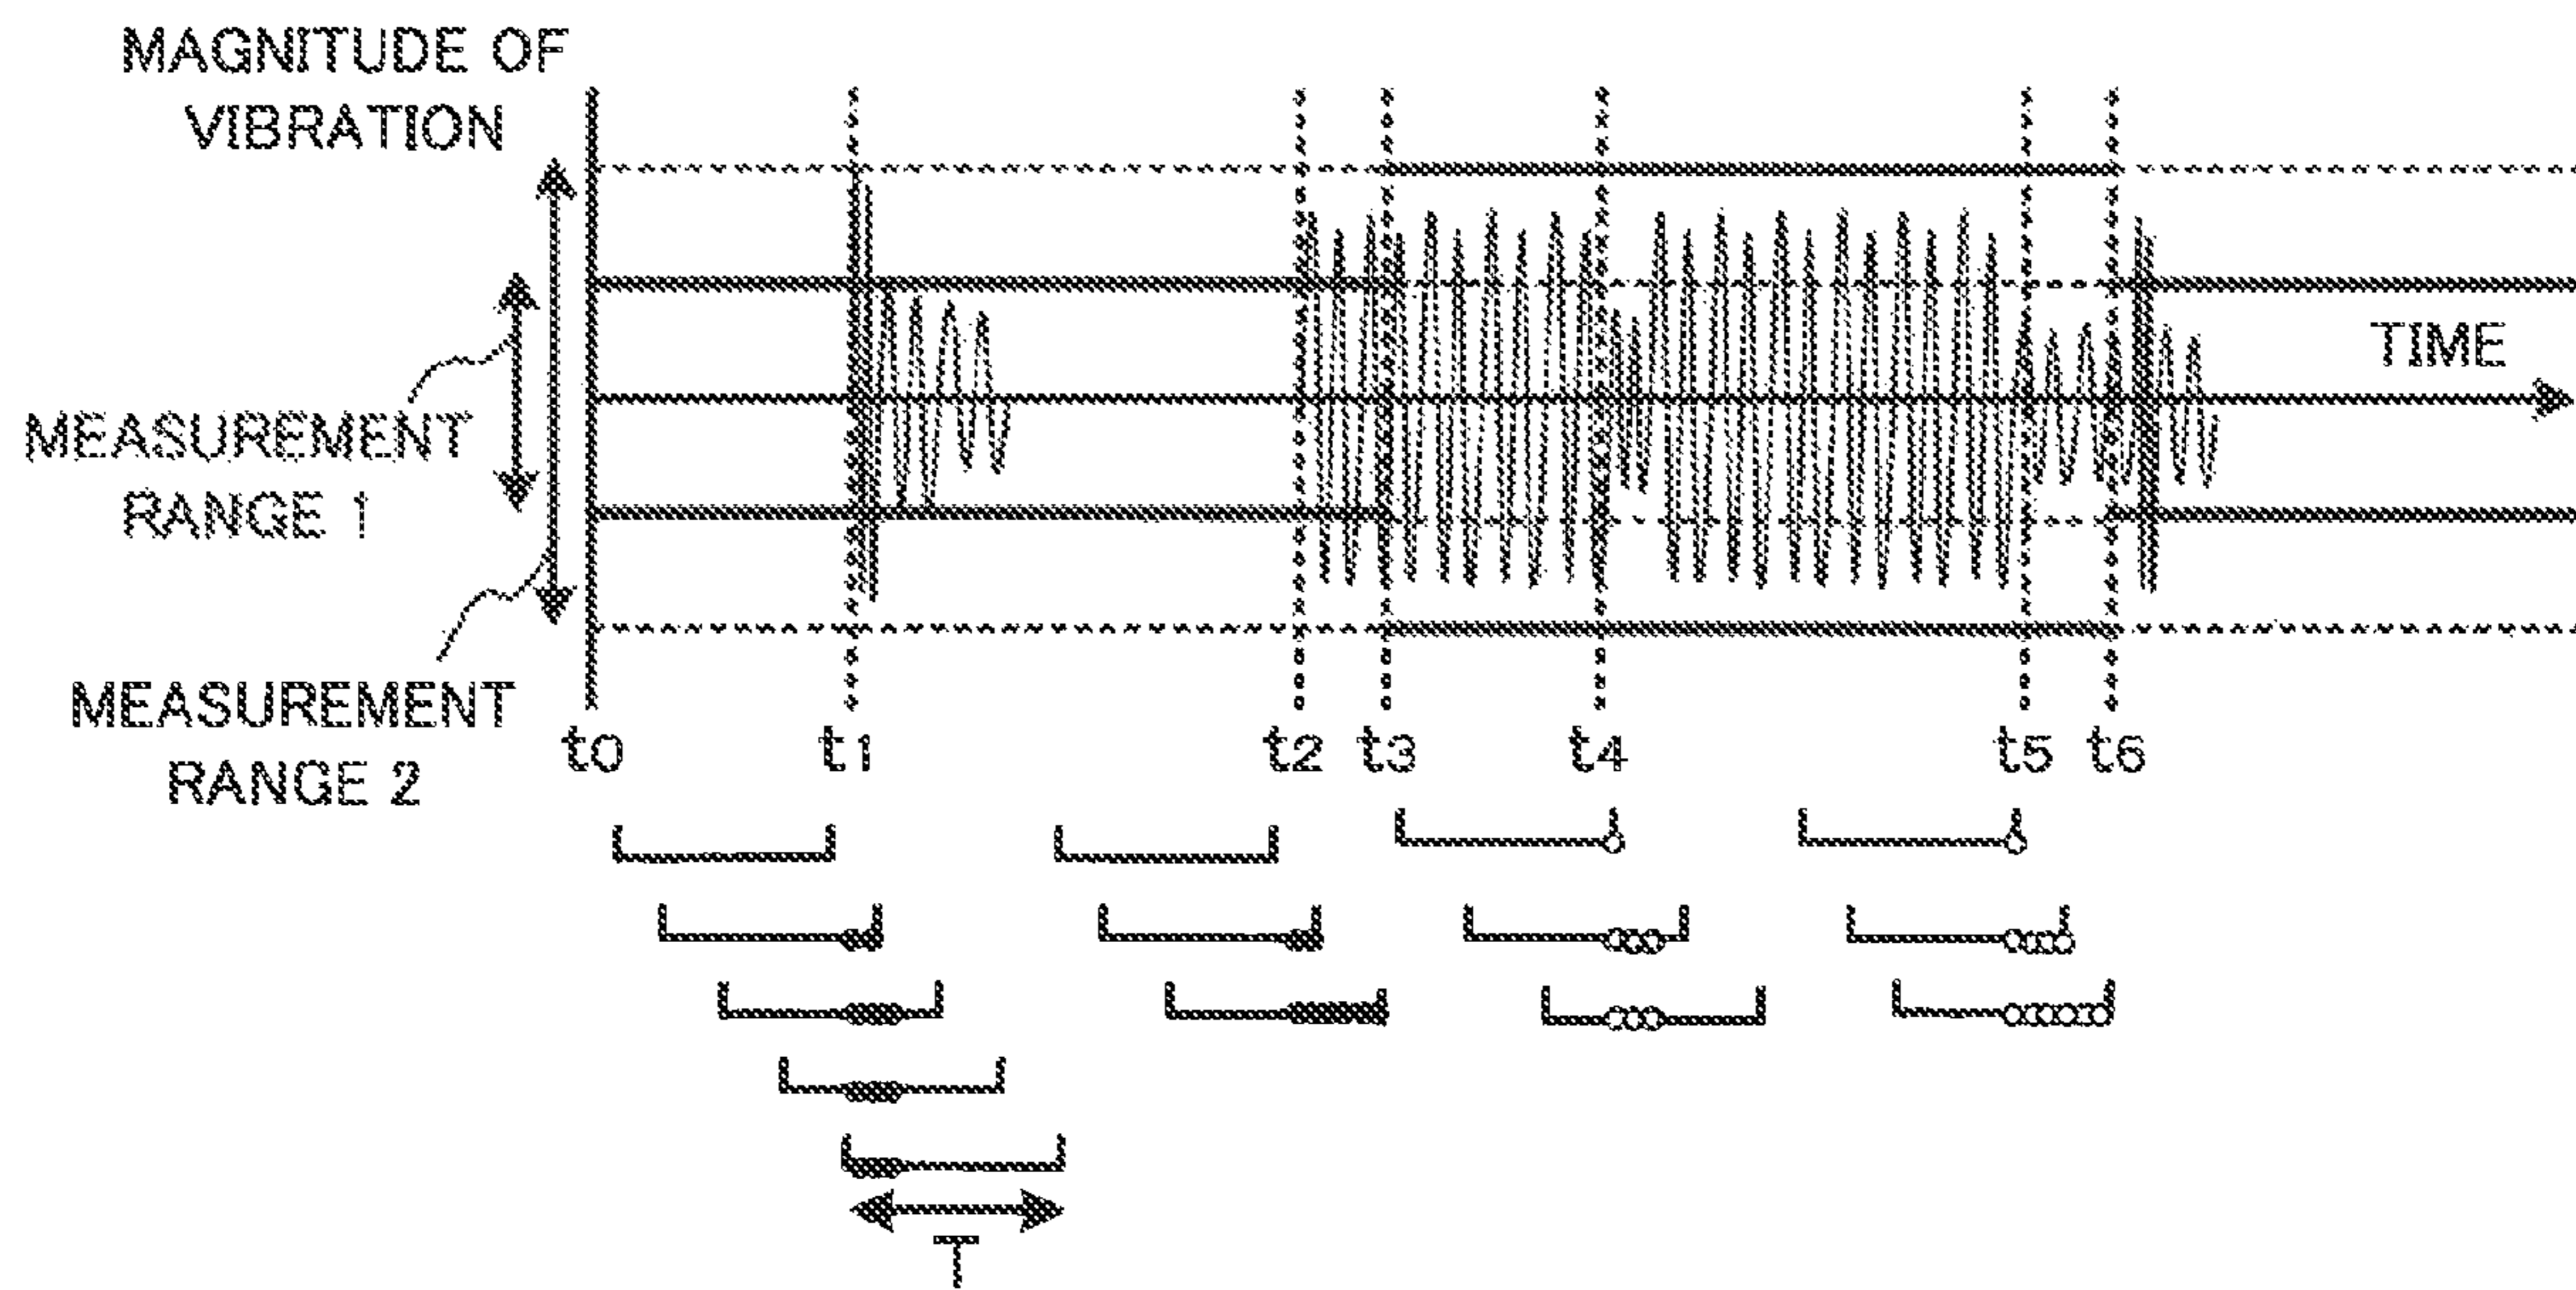 MAGNITUDE OF
VIBRATION
TIME
MEASUREMENT
RANGE 1
MEASUREMENT
RANGE 2
t0 t1 t2 t3 t4 t5 t6
T